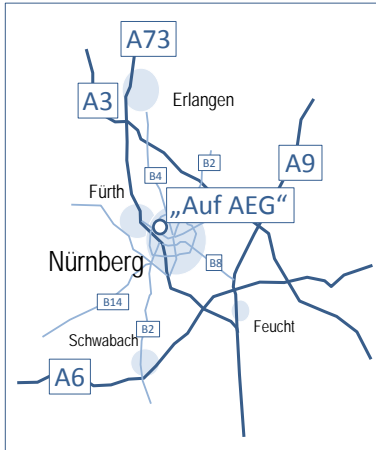 A73
A3
Erlangen
A9
B2
B4
Fürth
„Auf AEG“
Nürnberg
B8
B14
B2
Schwabach
Feucht
A6